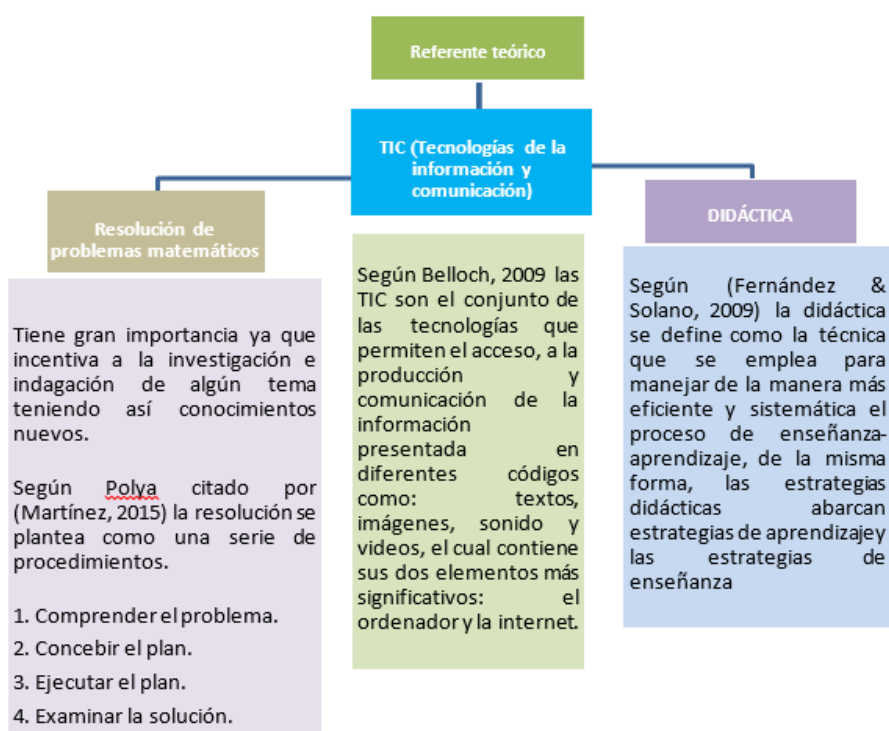 Referente teórico
TIC (Tecnologías de la
información y
comunicación)
Resolución de
problemas matemáticos
DIDÁCTICA
Tiene gran importancia ya que
incentiva a la investigación e
indagación de algún tema
teniendo así conocimientos
nuevos.
Según Polya citado por
(Martínez, 2015) la resolución se
plantea como una serie de
procedimientos.
1. Comprender el problema.
2. Concebir el plan.
3. Ejecutar el plan.
4. Examinar la solución.
Según Belloch, 2009 las
TIC son el conjunto de
las tecnologías que
permiten el acceso, a la
producción y
comunicación de la
información
presentada en
diferentes códigos
como: textos,
imágenes, sonido y
videos, el cual contiene
sus dos elementos más
significativos: el
ordenador y la internet.
Según (Fernández &
Solano, 2009) la didáctica
se define como la técnica
que se emplea para
manejar de la manera más
eficiente y sistemática el
proceso de enseñanza-
aprendizaje, de la misma
forma, las estrategias
didácticas abarcan
estrategias de aprendizaje y
las estrategias de
enseñanza